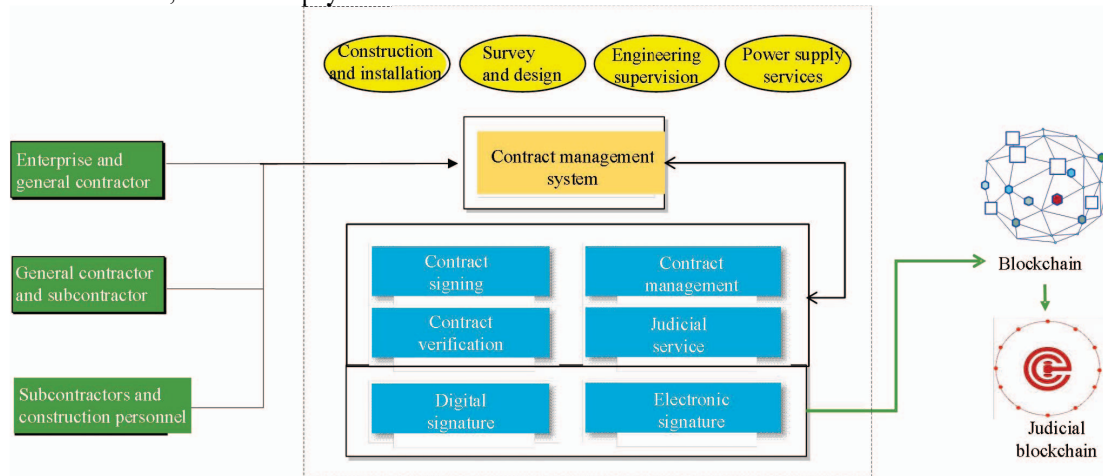 Construction
and installation
Survey
and design
Engineering
supervision
Power supply
services
Enterprise and
general contractor
Contract management
system
General contractor
and subcontractor
Contract
signing
Contract
management
Contract
verification
Judicial
service
Subcontractors and
construction personnel
Digital
signature
Electronic
signature
Blockchain
Judicial
blockchain